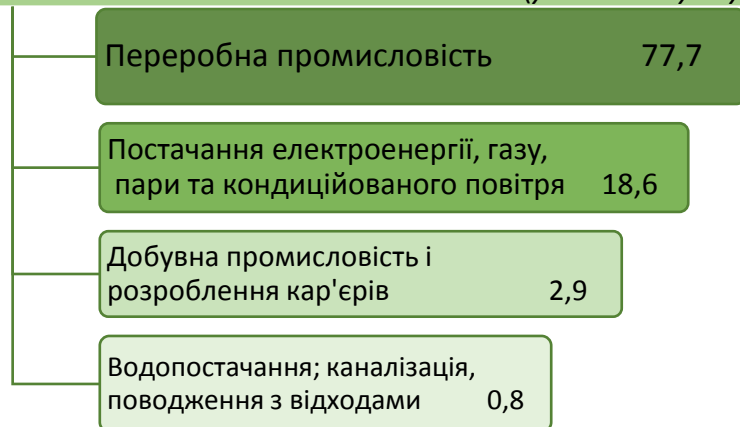 Переробна промисловість 77,7
Постачання електроенергії, газу,
пари та кондиційованого повітря 18,6
Добувна промисловість і
розроблення кар'єрів 2,9
Водопостачання; каналізація,
поводження з відходами 0,8